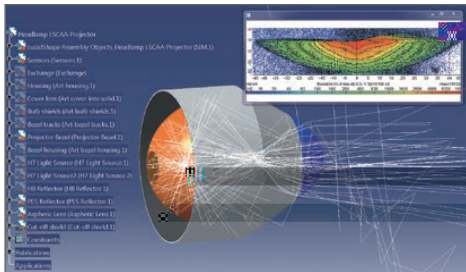 Headlamp LSCAA-Projector
LucidShape Assembly Objects_Headlamp LSCAA-Projector (SIM.1)
Sensors (Sensors.1)
Exchange (Exchange)
Housing (Art housing.1)
Cover lens (Art cover lens solid.1)
Bulb shields (Art bulb shields.1)
Bezel tracks (Art bezel tracks.1)
Projector Bezel (Projector Bezel.1)
Bezel housing (Art bezel housing.1)
H7 Light Source (H7 Light Source.1)
H7 Light Source2 (H7 Light Source.2)
HB Reflector (HB Reflector.1)
PES Reflector (PES Reflector.1)
Aspheric Lens (Aspheric Lens.1)
Cut-off shield (Cut-off shield.1)
Constraints
Publications
Applications